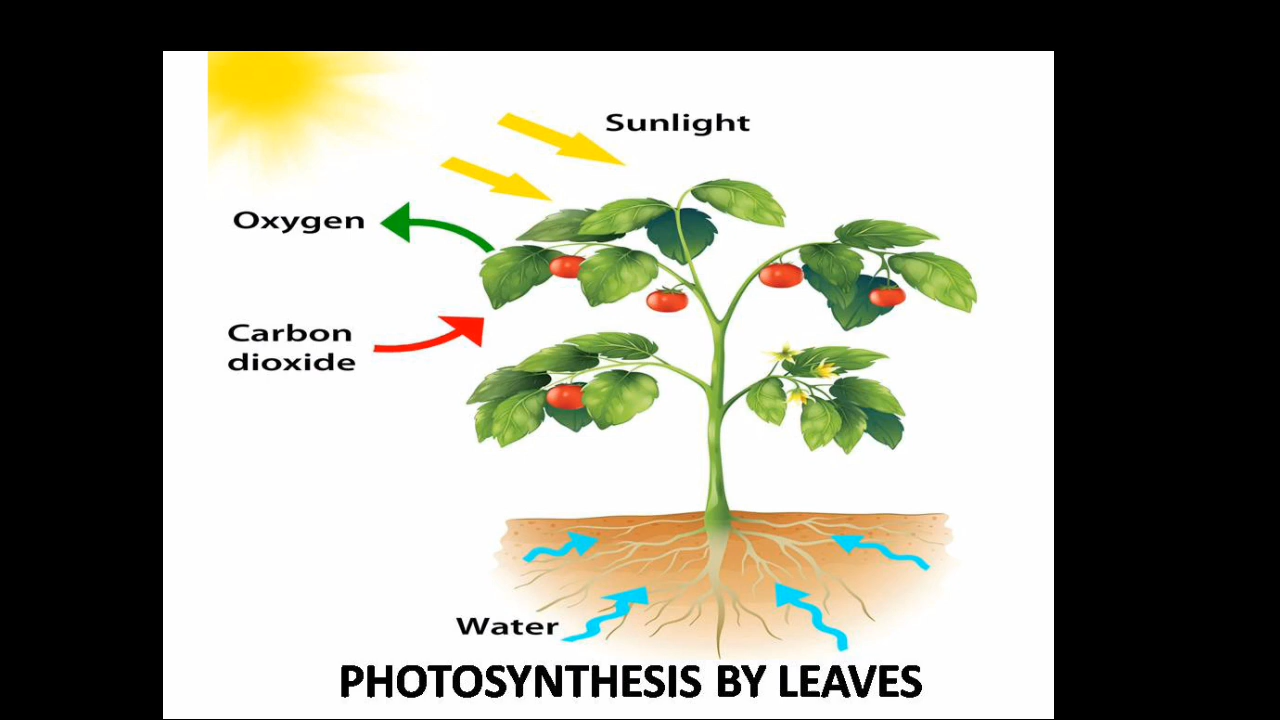 Sunlight
Oxygen
Carbon
dioxide
Water
PHOTOSYNTHESIS BY LEAVES